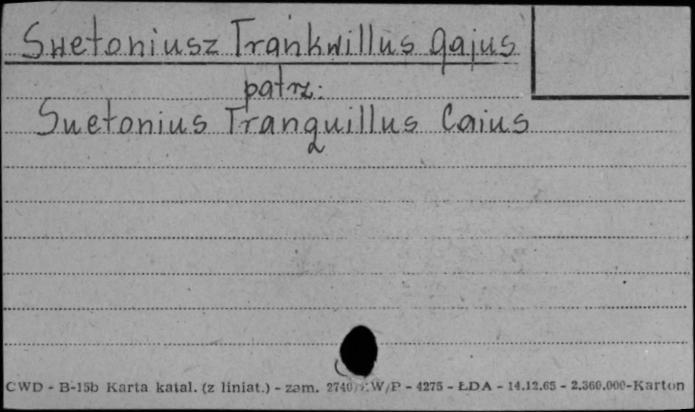 Swetoniusz Trankwillus Gajus
patrz:
Suetonius Tranquillus Caius
CWD - B-15b Karta katal. (z liniat.) - zam. 2740/XW/P - 4275 - ŁDA - 14.12.65 - 2.360.000-Karton